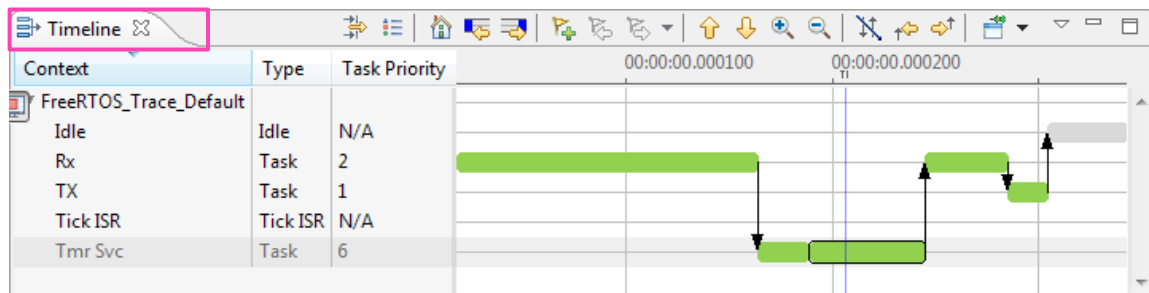 Timeline
Context Type Task Priority 00:00:00.000100 00:00:00.000200
TI
FreeRTOS_Trace_Default
Idle Idle N/A
Rx Task 2
TX Task 1
Tick ISR Tick ISR N/A
Tmr Svc Task 6